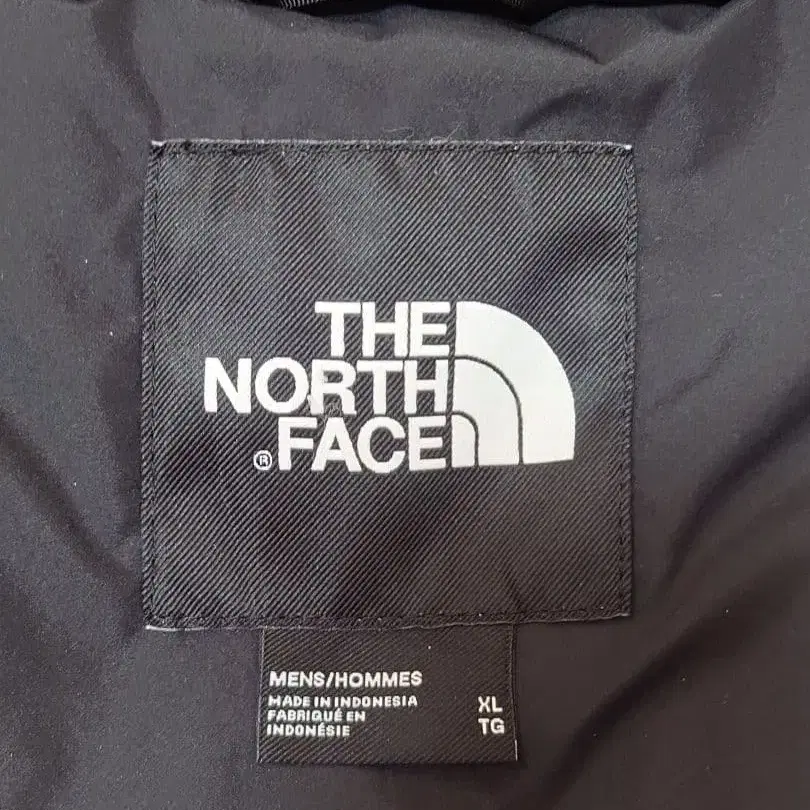 THE
NORTH
®FACE
MENS/HOMMES
MADE IN INDONESIA
FABRIQUÉ EN
INDONÉSIE
XL
TG